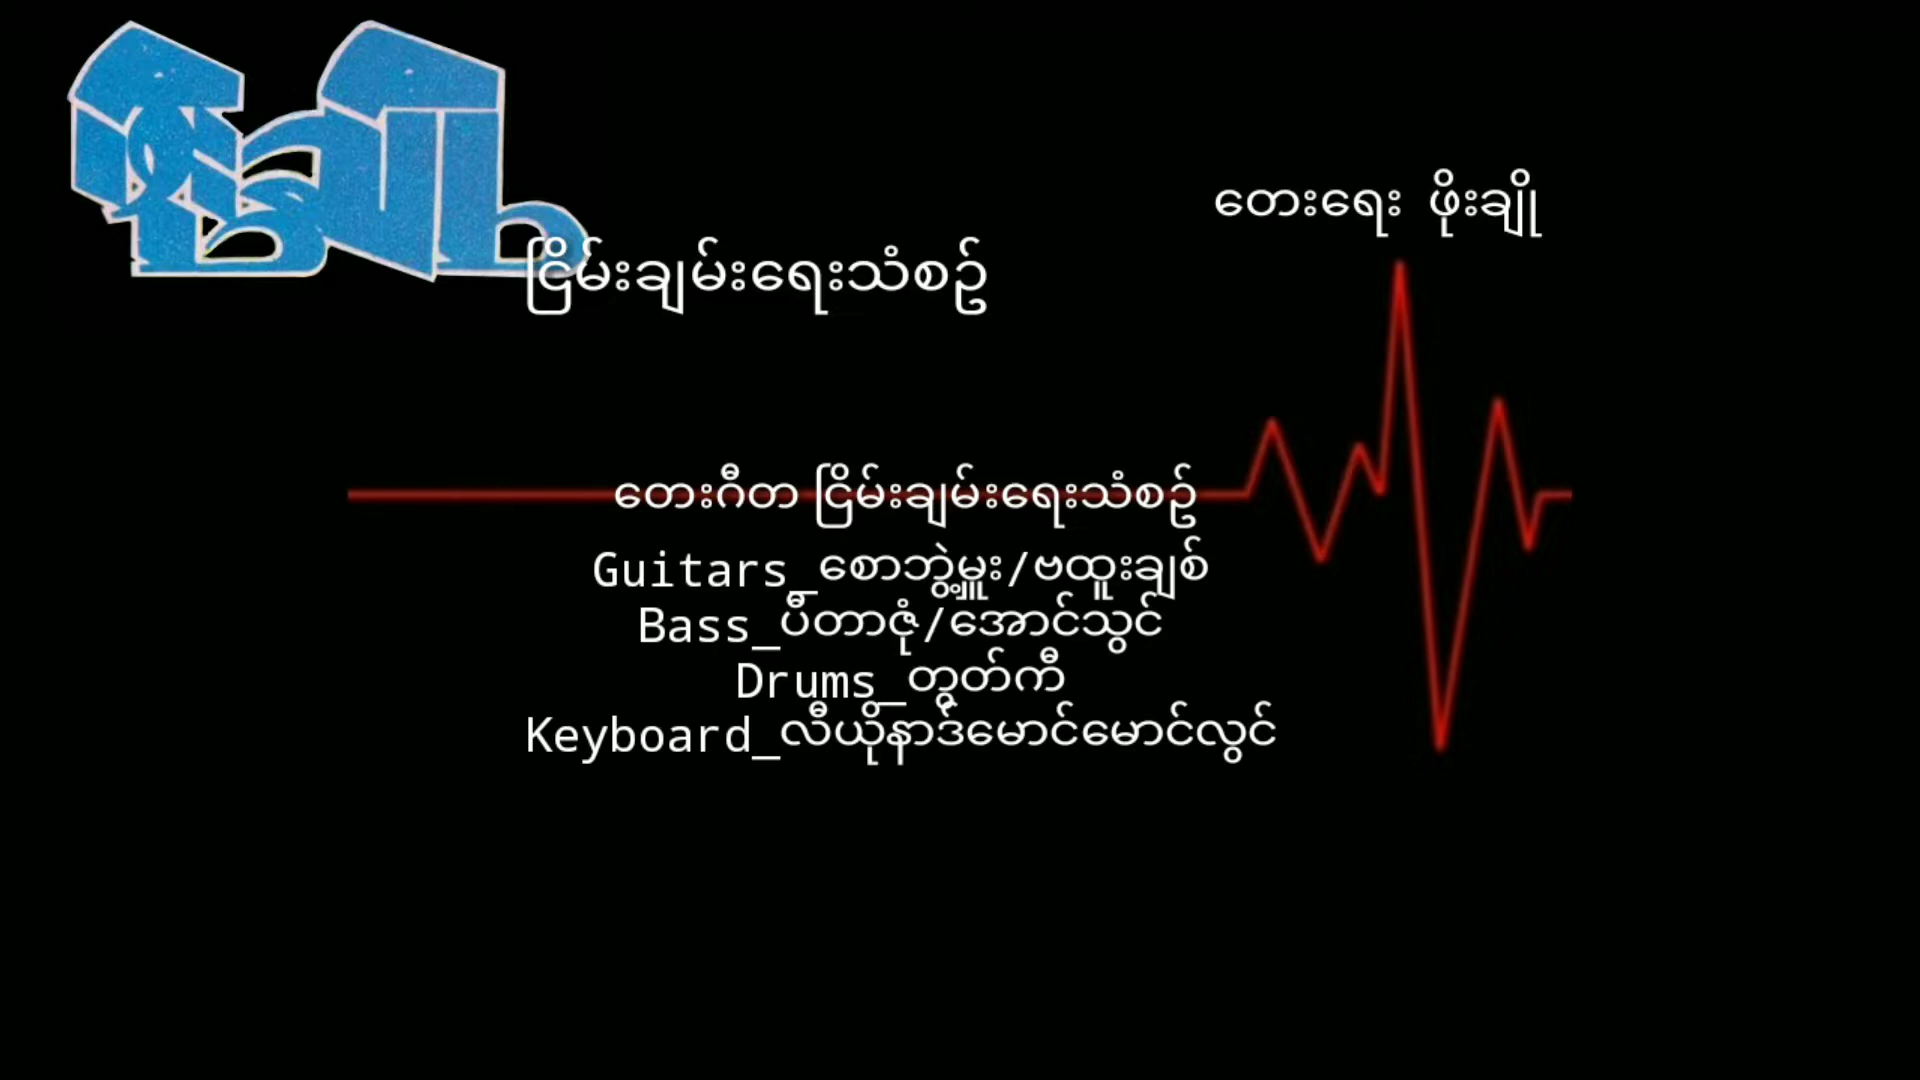 ဖိုးချို
ငြိမ်းချမ်းရေးသံစဥ်
တေးရေး ဖိုးချို
တေးဂီတ ငြိမ်းချမ်းရေးသံစဥ်
Guitars_စောဘွဲ့မှူး/ဗထူးချစ်
Bass_ပီတာဇုံ/အောင်သွင်
Drums_တွတ်ကီ
Keyboard_လီယိုနာဒ်မောင်မောင်လွင်